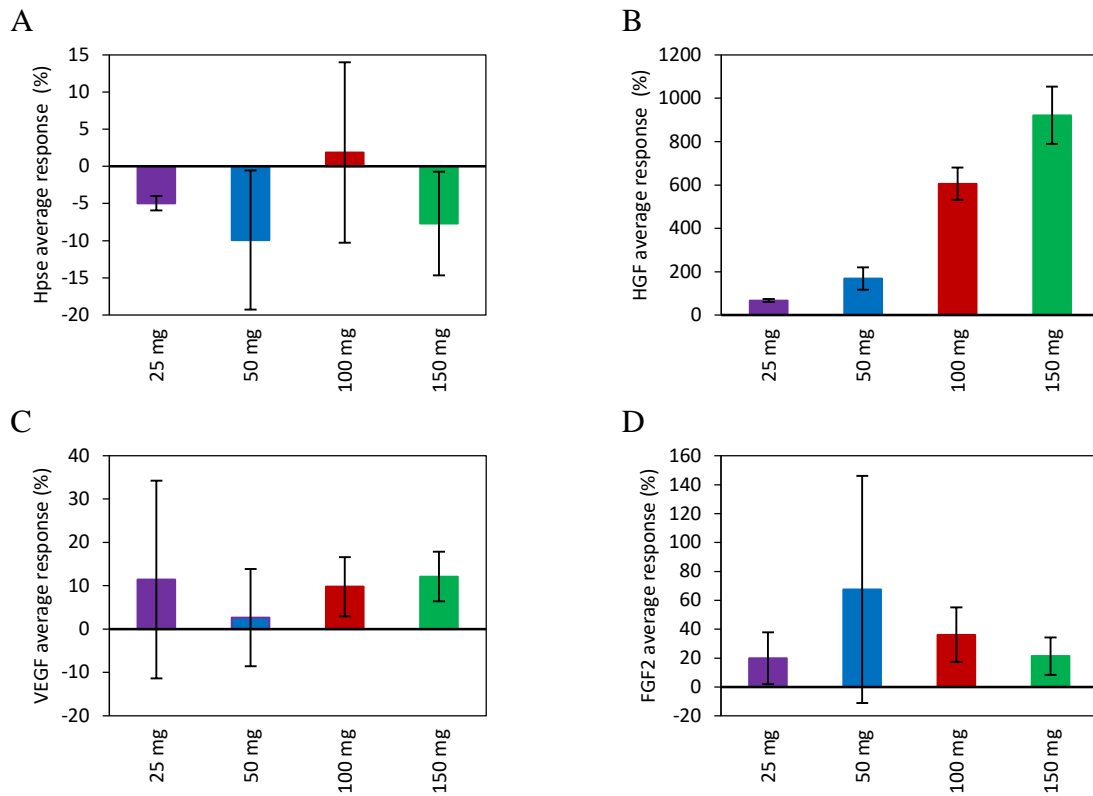 A
Hpse average response (%)
15
10
5
0
-5
-10
-15
-20
25 mg
50 mg
100 mg
150 mg
B
HGF average response (%)
1200
1000
800
600
400
200
0
25 mg
50 mg
100 mg
150 mg
C
VEGF average response (%)
40
30
20
10
0
-10
-20
25 mg
50 mg
100 mg
150 mg
D
FGF2 average response (%)
160
140
120
100
80
60
40
20
0
-20
25 mg
50 mg
100 mg
150 mg